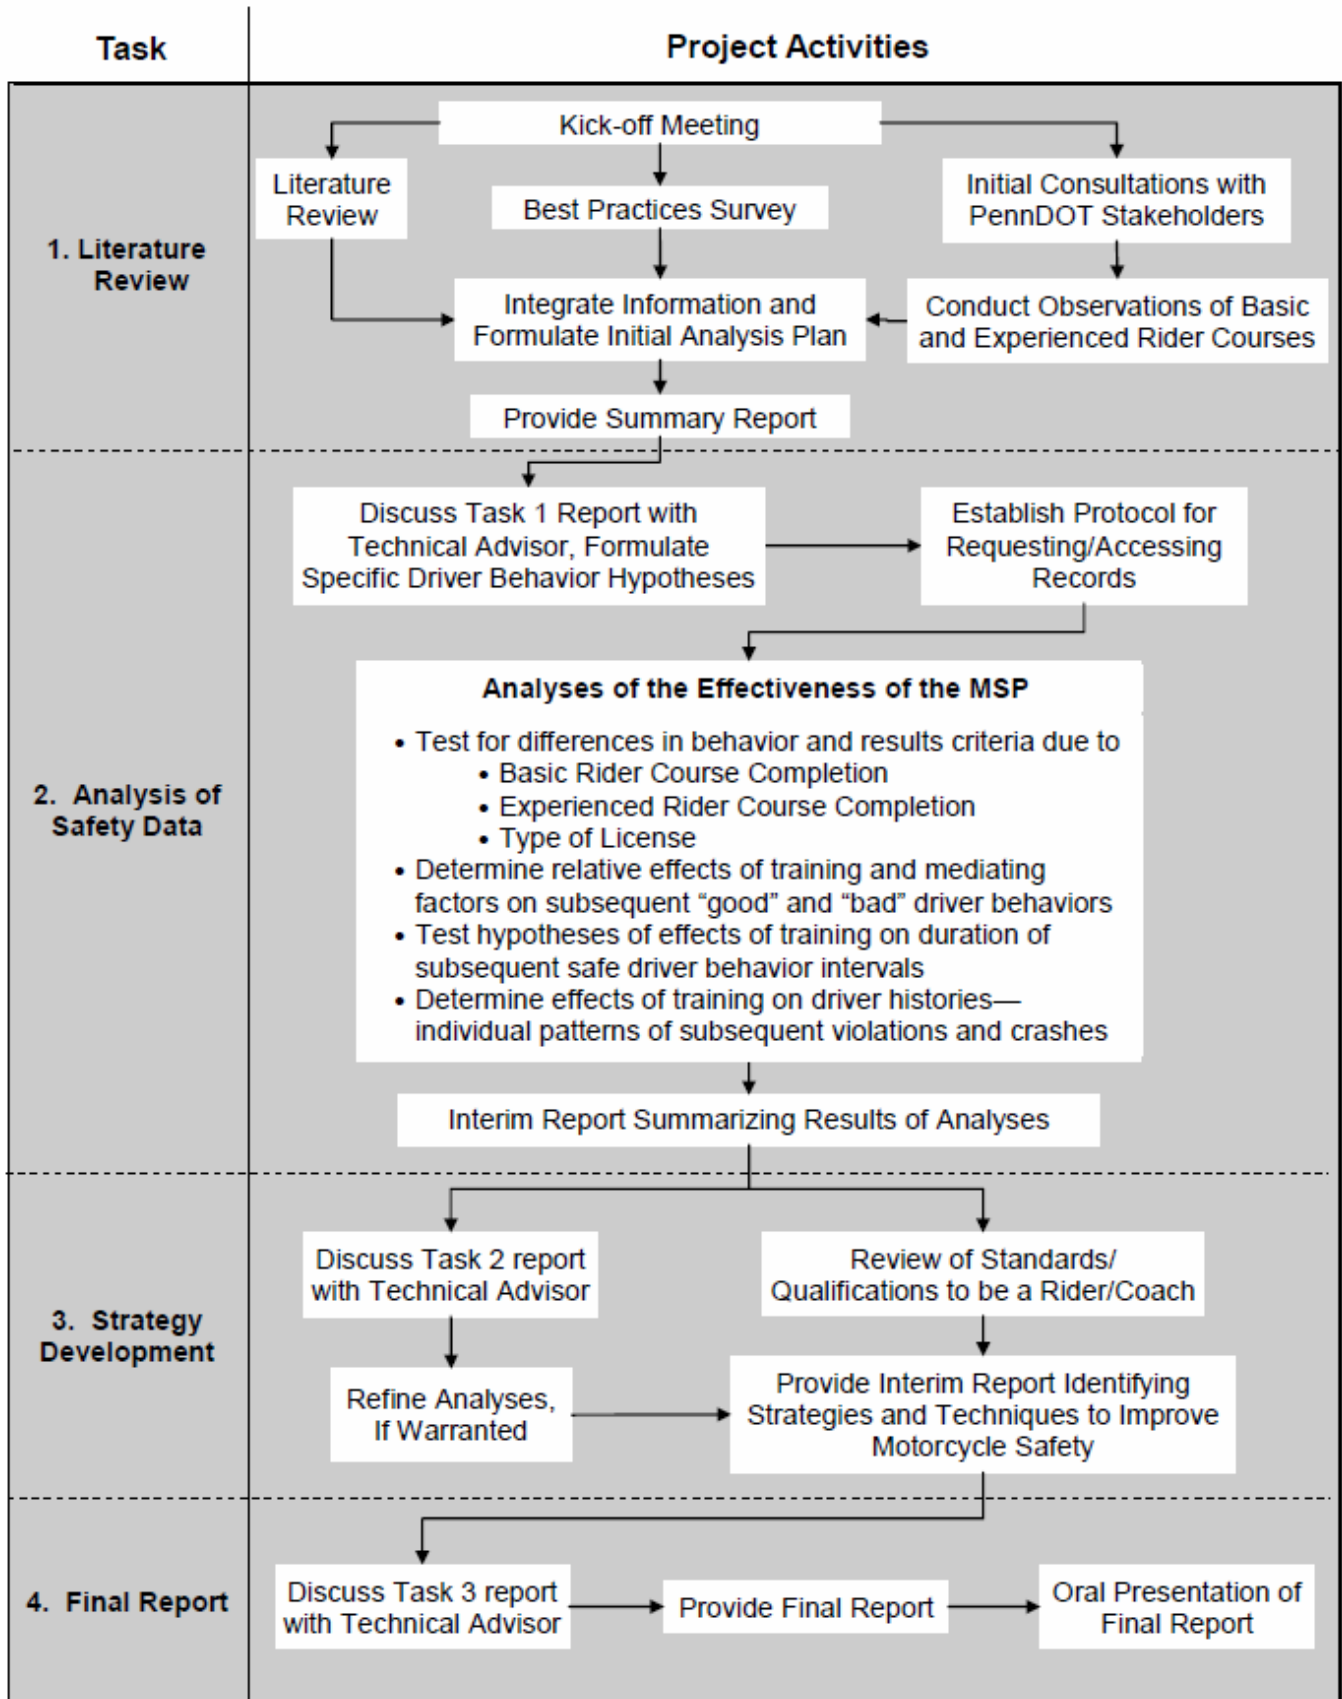 Task
Project Activities
Kick-off Meeting
Literature
Review
Best Practices Survey
Initial Consultations with
PennDOT Stakeholders
1. Literature
Review
Integrate Information and
Formulate Initial Analysis Plan
Conduct Observations of Basic
and Experienced Rider Courses
Provide Summary Report
Discuss Task 1 Report with
Technical Advisor, Formulate
Specific Driver Behavior Hypotheses
Establish Protocol for
Requesting/Accessing
Records
2. Analysis of
Safety Data
Analyses of the Effectiveness of the MSP
• Test for differences in behavior and results criteria due to
• Basic Rider Course Completion
• Experienced Rider Course Completion
• Type of License
• Determine relative effects of training and mediating
factors on subsequent “good” and “bad” driver behaviors
• Test hypotheses of effects of training on duration of
subsequent safe driver behavior intervals
• Determine effects of training on driver histories—
individual patterns of subsequent violations and crashes
Interim Report Summarizing Results of Analyses
3. Strategy
Development
Discuss Task 2 report
with Technical Advisor
Review of Standards/
Qualifications to be a Rider/Coach
Refine Analyses,
If Warranted
Provide Interim Report Identifying
Strategies and Techniques to Improve
Motorcycle Safety
4. Final Report
Discuss Task 3 report
with Technical Advisor
Provide Final Report
Oral Presentation of
Final Report